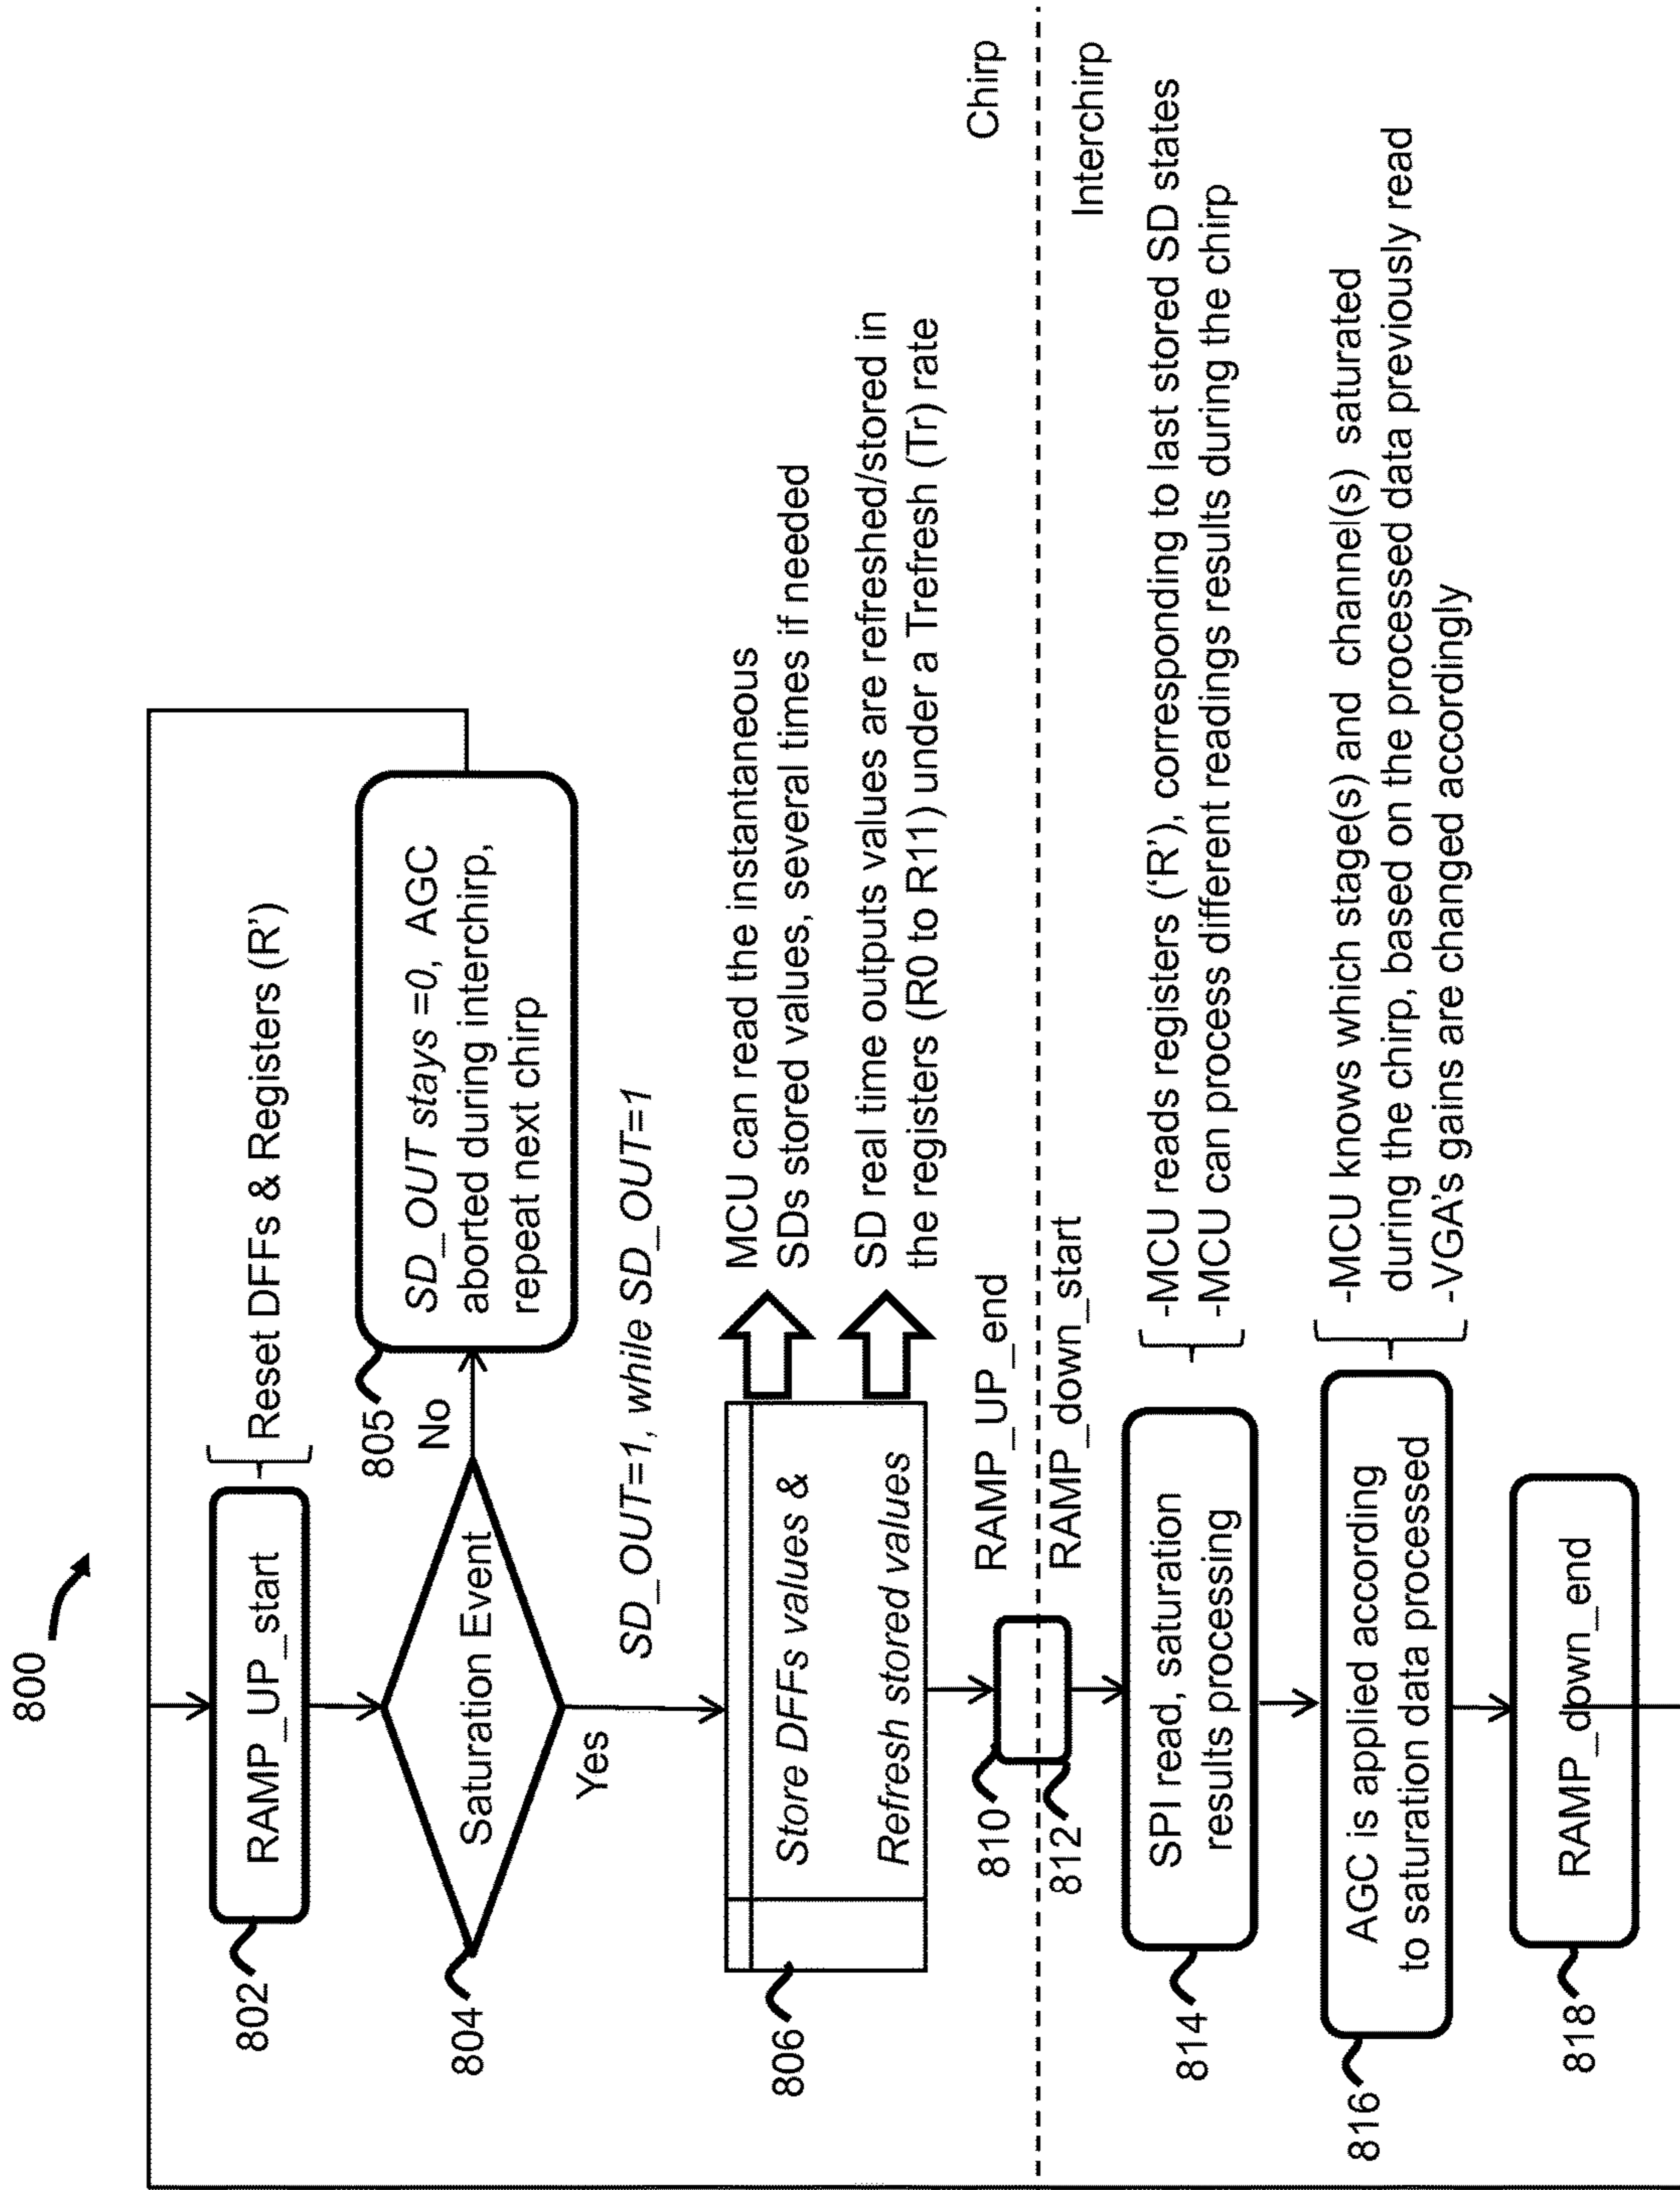 800
802
RAMP_UP_start
Reset DFFs & Registers (R')
804
Saturation Event
No
805
SD_OUT stays =0, AGC
aborted during interchirp,
repeat next chirp
Yes
SD_OUT=1, while SD_OUT=1
806
Store DFFs values &
Refresh stored values
MCU can read the instantaneous
SDs stored values, several times if needed
SD real time outputs values are refreshed/stored in
the registers (R0 to R11) under a Trefresh (Tr) rate
810
RAMP_UP_end
Chirp
812
RAMP_down_start
Interchirp
814
SPI read, saturation
results processing
-MCU reads registers ('R'), corresponding to last stored SD states
-MCU can process different readings results during the chirp
816
AGC is applied according
to saturation data processed
-MCU knows which stage(s) and channel(s) saturated
during the chirp, based on the processed data previously read
-VGA's gains are changed accordingly
818
RAMP_down_end